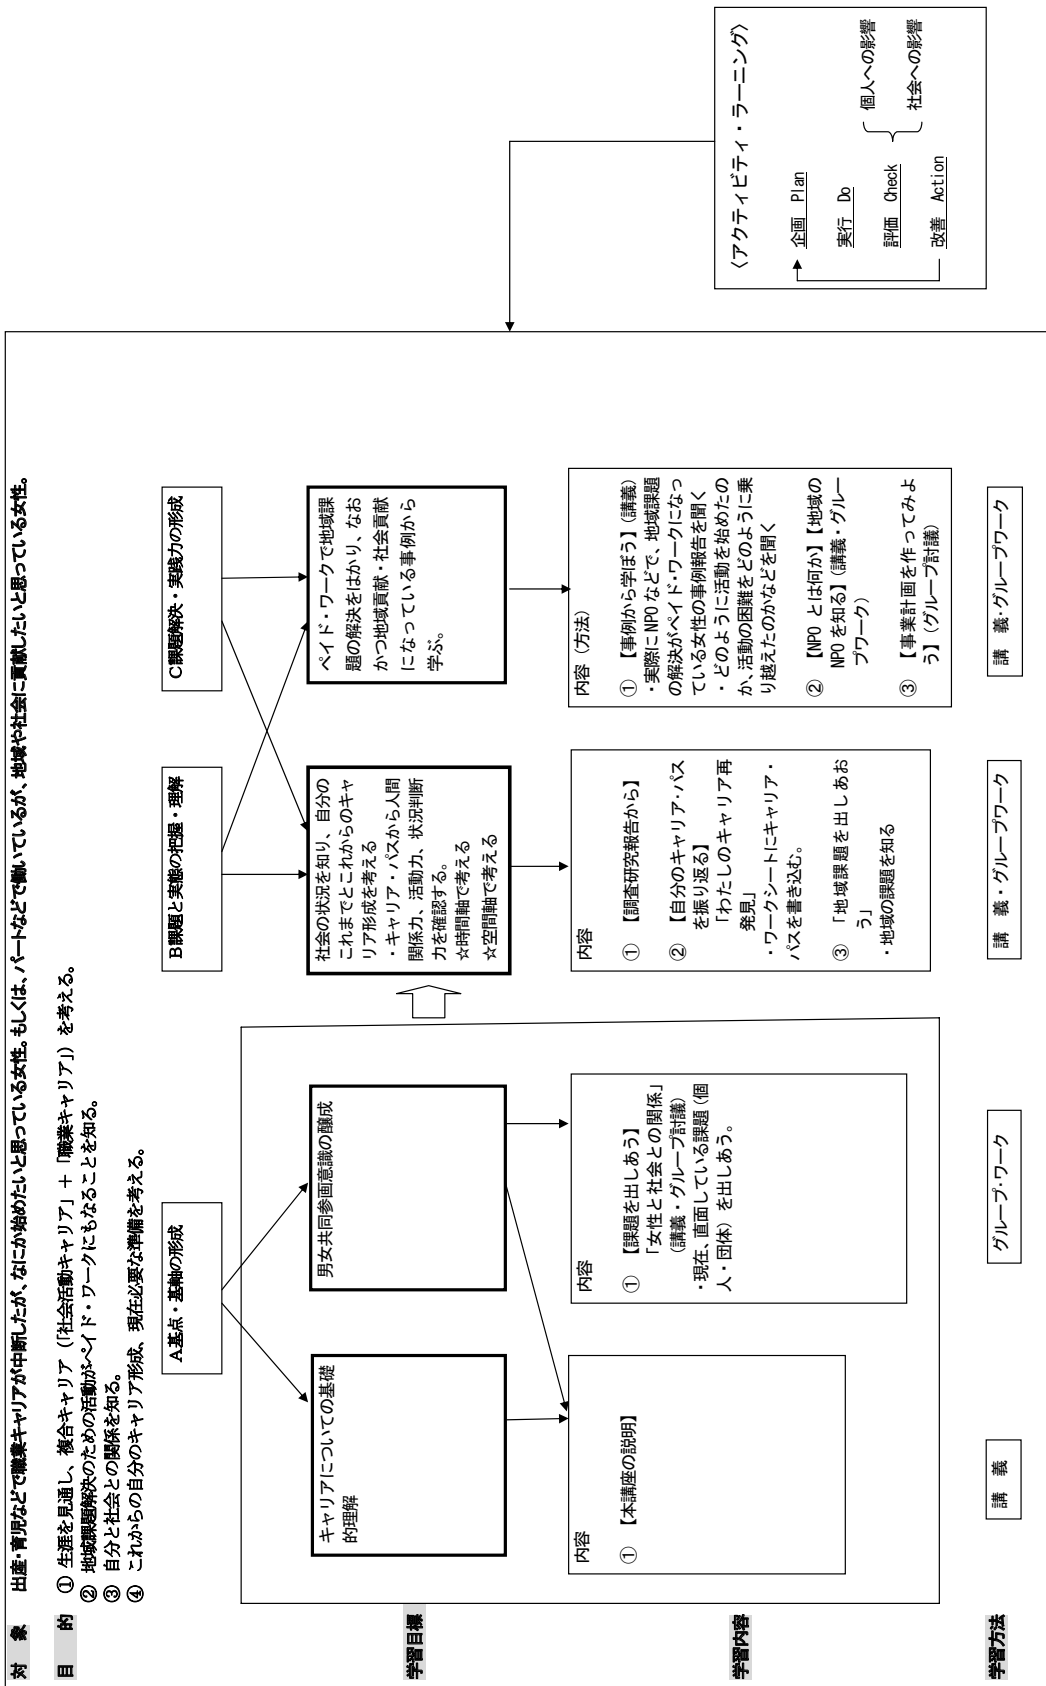 対　象　出産・育児などで職業キャリアが中断したが、なにか始めたいと思っている女性。もしくは、パートなどで働いているが、地域や社会に貢献したいと思っている女性。
目　的　① 生涯を見通し、複合キャリア（「社会活動キャリア」＋「職業キャリア」）を考える。
② 地域課題解決のための活動がペイド・ワークにもなることを知る。
③ 自分と社会との関係を知る。
④ これからの自分のキャリア形成、現在必要な準備を考える。
A基点・基軸の形成
B課題と実態の把握・理解
C課題解決・実践力の形成
学習目標
キャリアについての基礎
的理解
男女共同参画意識の醸成
社会の状況を知り、自分の
これまでとこれからのキャ
リア形成を考える
・キャリア・パスから人間
関係力、活動力、状況判断
力を確認する。
☆時間軸で考える
☆空間軸で考える
ペイド・ワークで地域課
題の解決をはかり、なお
かつ地域貢献・社会貢献
になっている事例から
学ぶ。
学習内容
内容
① 【本講座の説明】
内容
① 【課題を出しあう】
「女性と社会との関係」
（講義・グループ討議）
・現在、直面している課題（個
人・団体）を出しあう。
内容
① 【調査研究報告から】
② 【自分のキャリア・パス
を振り返る】
「わたしのキャリア再
発見」
・ワークシートにキャリア・
パスを書き込む。
③ 「地域課題を出しあお
う」
・地域の課題を知る
内容（方法）
① 【事例から学ぼう】（講義）
・実際に NPO などで、地域課題
の解決がペイド・ワークになっ
ている女性の事例報告を聞く
・どのように活動を始めたの
か、活動の困難をどのように乗
り越えたのかなどを聞く
② 【NPO とは何か】【地域の
NPO を知る】（講義・グルー
プワーク）
③ 【事業計画を作ってみよ
う】（グループ討議）
学習方法
講　義
グループ・ワーク
講　義・グループワーク
講　義・グループワーク
〈アクティビティ・ラーニング〉
企画 Plan
実行 Do
評価 Check
改善 Action
個人への影響
社会への影響